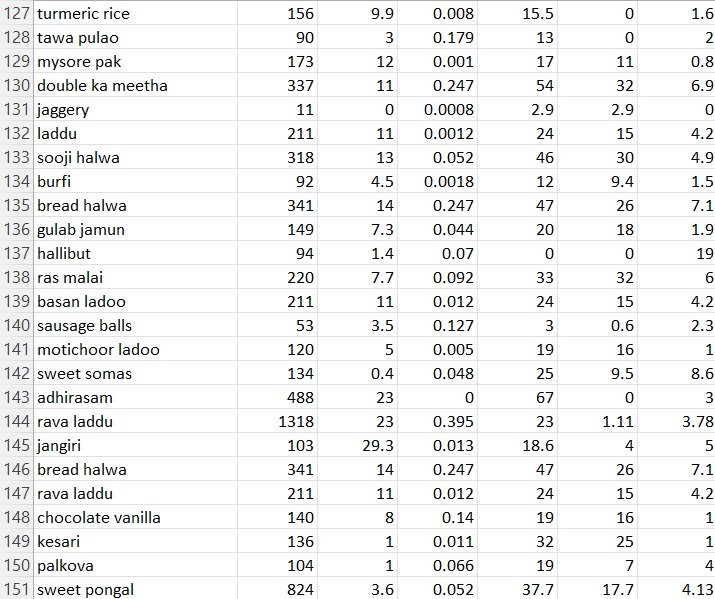 127 turmeric rice 156 9.9 0.008 15.5 0 1.6
128 tawa pulao 90 3 0.179 13 0 2
129 mysore pak 173 12 0.001 17 11 0.8
130 double ka meetha 337 11 0.247 54 32 6.9
131 jaggery 11 0 0.0008 2.9 2.9 0
132 laddu 211 11 0.0012 24 15 4.2
133 sooji halwa 318 13 0.052 46 30 4.9
134 burfi 92 4.5 0.0018 12 9.4 1.5
135 bread halwa 341 14 0.247 47 26 7.1
136 gulab jamun 149 7.3 0.044 20 18 1.9
137 hallibut 94 1.4 0.07 0 0 19
138 ras malai 220 7.7 0.092 33 32 6
139 basan ladoo 211 11 0.012 24 15 4.2
140 sausage balls 53 3.5 0.127 3 0.6 2.3
141 motichoor ladoo 120 5 0.005 19 16 1
142 sweet somas 134 0.4 0.048 25 9.5 8.6
143 adhirasam 488 23 0 67 0 3
144 rava laddu 1318 23 0.395 23 1.11 3.78
145 jangiri 103 29.3 0.013 18.6 4 5
146 bread halwa 341 14 0.247 47 26 7.1
147 rava laddu 211 11 0.012 24 15 4.2
148 chocolate vanilla 140 8 0.14 19 16 1
149 kesari 136 1 0.011 32 25 1
150 palkova 104 1 0.066 19 7 4
151 sweet pongal 824 3.6 0.052 37.7 17.7 4.13